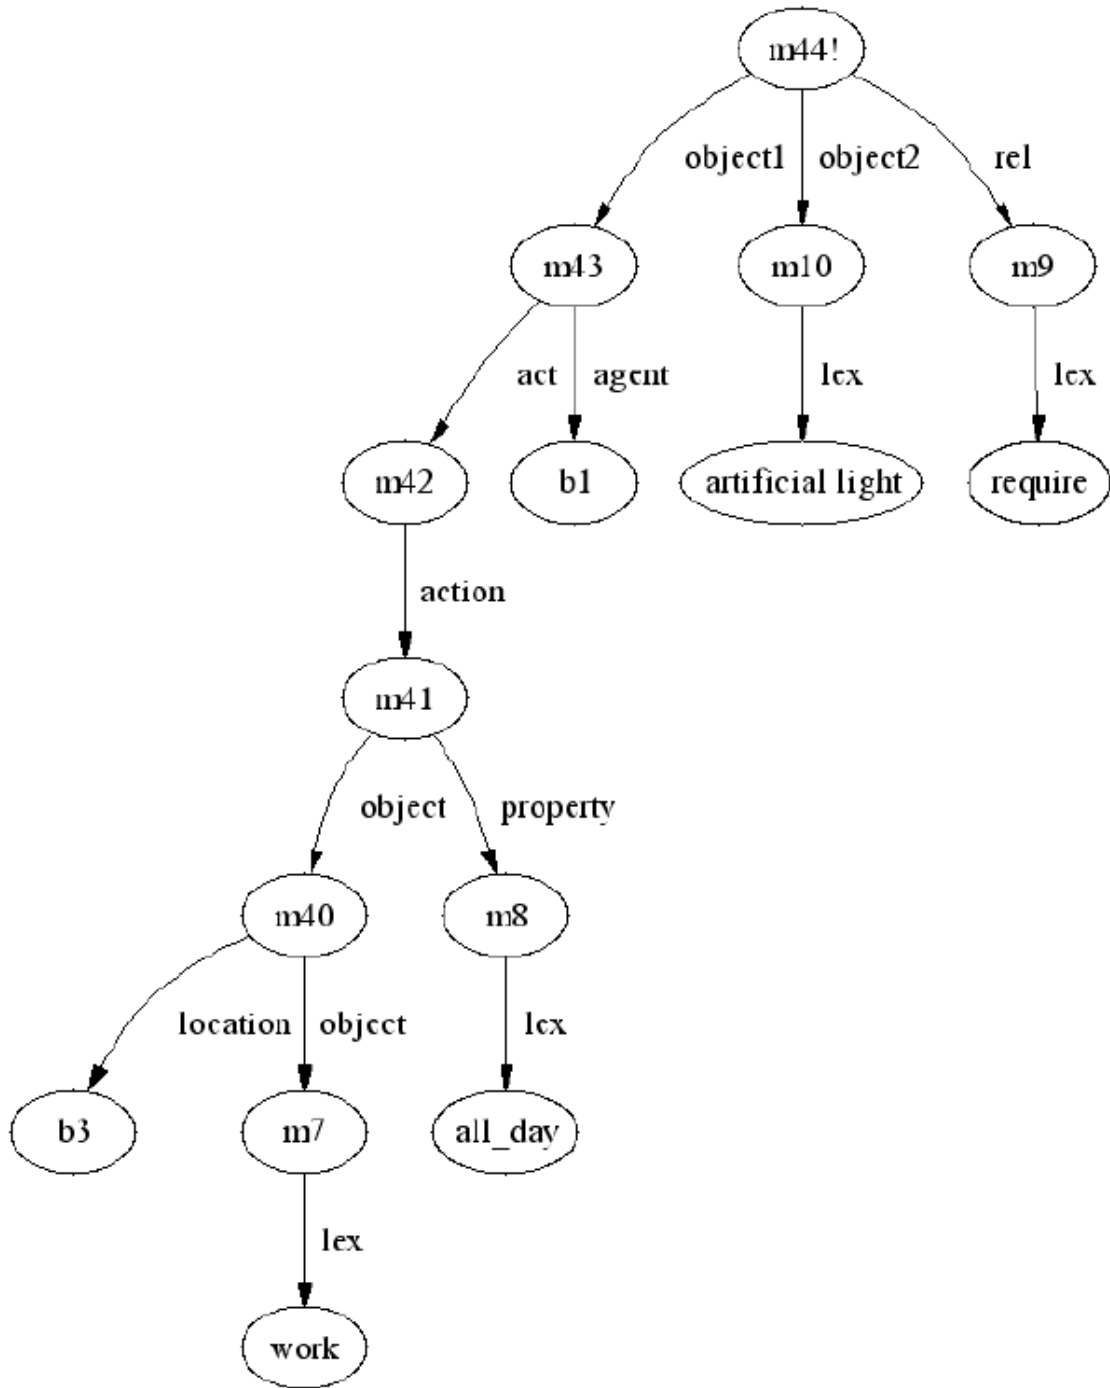 m44!
object1 object2 rel
m43 m10 m9
act agent lex lex
m42 b1 artificial light require
action
m41
object property
m40 m8
location object lex
b3 m7 all_day
lex
work